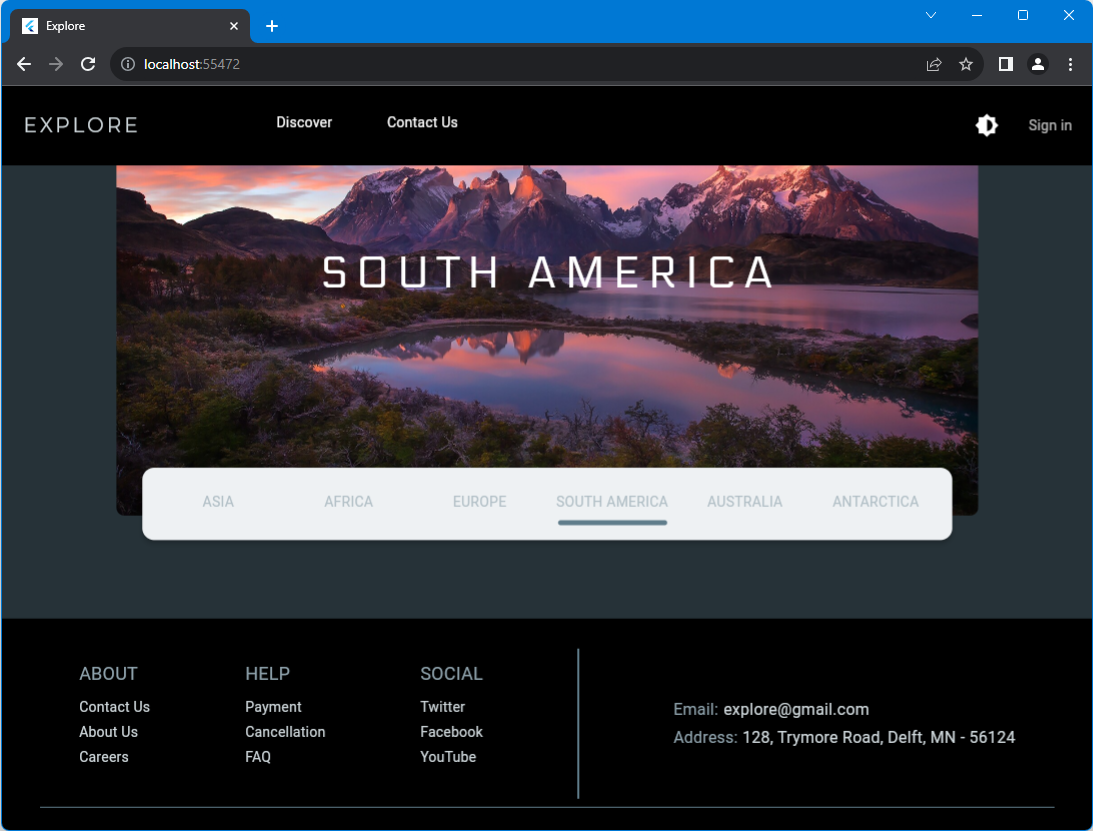 Explore
localhost:55472
EXPLORE
Discover
Contact Us
Sign in
SOUTH AMERICA
ASIA
AFRICA
EUROPE
SOUTH AMERICA
AUSTRALIA
ANTARCTICA
ABOUT
Contact Us
About Us
Careers
HELP
Payment
Cancellation
FAQ
SOCIAL
Twitter
Facebook
YouTube
Email: explore@gmail.com
Address: 128, Trymore Road, Delft, MN - 56124